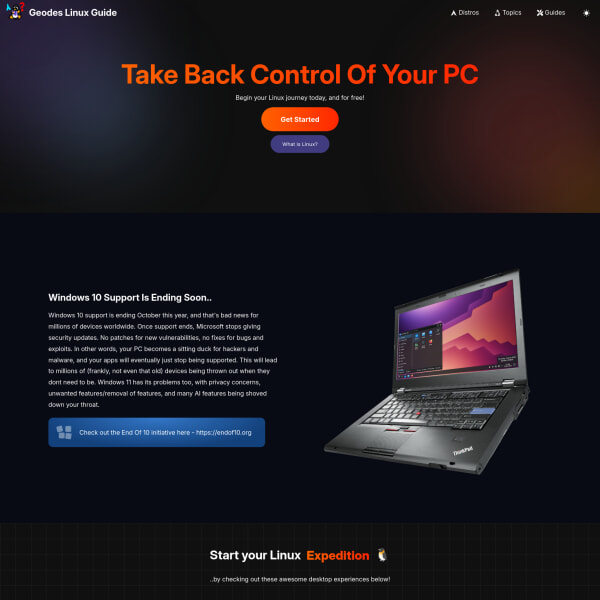 Geodes Linux Guide
Distros
Topics
Guides
Take Back Control Of Your PC
Begin your Linux journey today, and for free!
Get Started
What is Linux?
Windows 10 Support Is Ending Soon..
Windows 10 support is ending October this year, and that's bad news for
millions of devices worldwide. Once support ends, Microsoft stops giving
security updates. No patches for new vulnerabilities, no fixes for bugs and
exploits. In other words, your PC becomes a sitting duck for hackers and
malware, and your apps will eventually just stop being supported. This will lead
to millions of (frankly, not even that old) devices being thrown out when they
dont need to be. Windows 11 has its problems too, with privacy concerns,
unwanted features/removal of features, and many AI features being shoved
down your throat.
Check out the End Of 10 initiative here - https://endof10.org
ThinkPad
Start your Linux Expedition
..by checking out these awesome desktop experiences below!